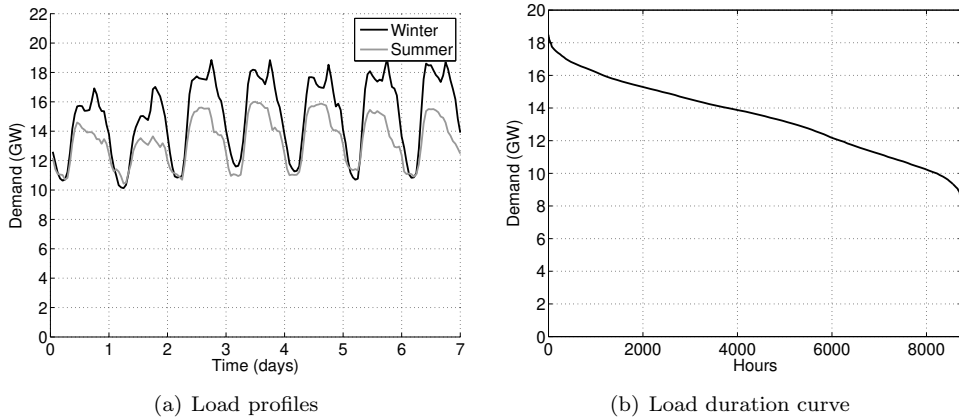 22
20
18
16
14
12
10
8
6
4
2
0
Demand (GW)
Winter
Summer
0 1 2 3 4 5 6 7
Time (days)
(a) Load profiles
20
18
16
14
12
10
8
6
4
2
0
Demand (GW)
0 2000 4000 6000 8000
Hours
(b) Load duration curve